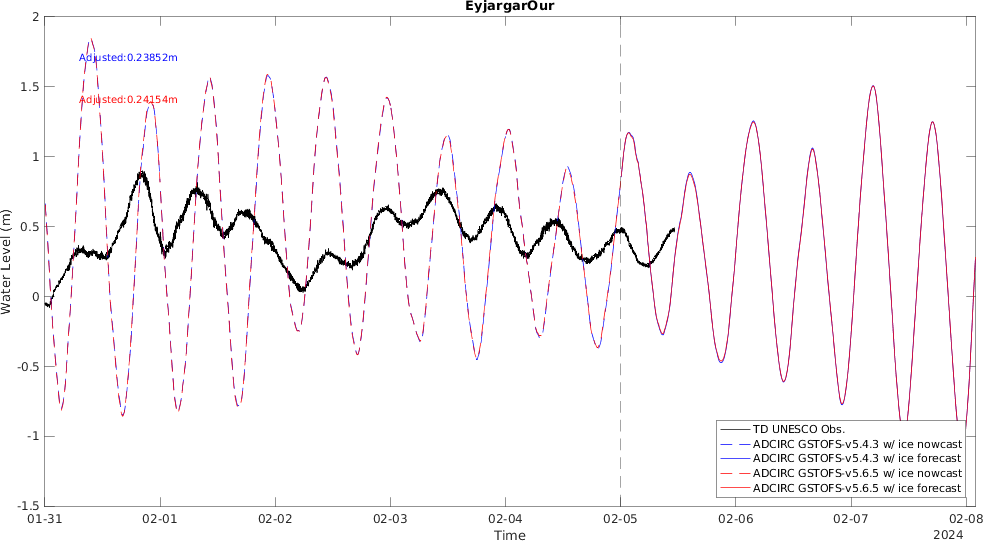 EyjargarOur
2
1.5
1
0.5
0
-0.5
-1
-1.5
Water Level (m)
Adjusted:0.23852m
Adjusted:0.24154m
TD UNESCO Obs.
ADCIRC GSTOFS-v5.4.3 w/ ice nowcast
ADCIRC GSTOFS-v5.4.3 w/ ice forecast
ADCIRC GSTOFS-v5.6.5 w/ ice nowcast
ADCIRC GSTOFS-v5.6.5 w/ ice forecast
01-31 02-01 02-02 02-03 02-04 02-05 02-06 02-07 02-08
Time
2024